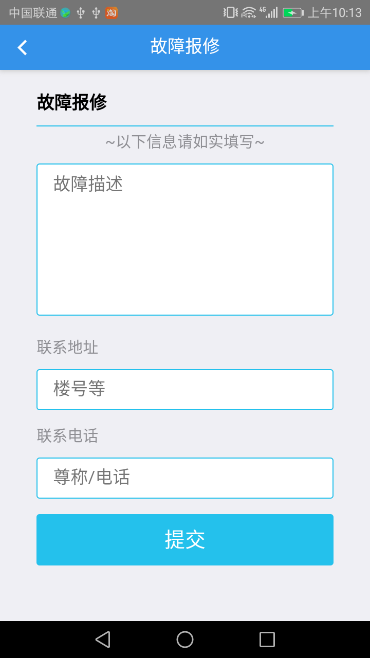 中国联通 4G 上午10:13
故障报修
故障报修
~以下信息请如实填写~
故障描述
联系地址
楼号等
联系电话
尊称/电话
提交